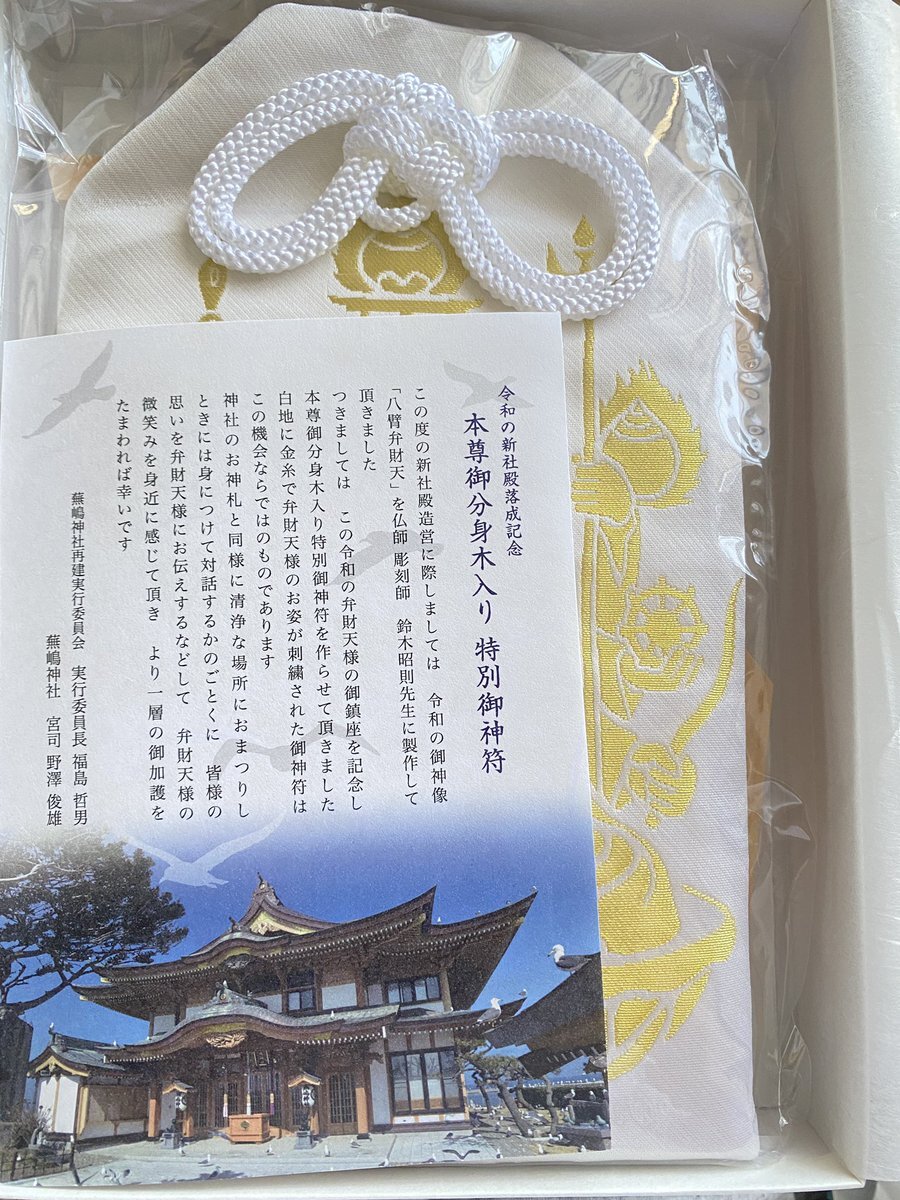 令和の新社殿落成記念
本尊御分身木入り 特別御神符
この度の新社殿造営に際しましては 令和の御神像
「八臂弁財天」を仏師 彫刻師 鈴木昭則先生に製作して
頂きました
つきましては この令和の弁財天様の御鎮座を記念し
本尊御分身木入り特別御神符を作らせて頂きました
白地に金糸で弁財天様のお姿が刺繍された御神符は
この機会ならではのものであります
神社のお神札と同様に清浄な場所におまつりし
ときには身につけて対話するかのごとくに 皆様の
思いを弁財天様にお伝えするなどして 弁財天様の
微笑みを身近に感じて頂き より一層の御加護を
たまわれば幸いです
蕪嶋神社再建実行委員会 実行委員長 福島 哲男
蕪嶋神社 宮司 野澤 俊雄